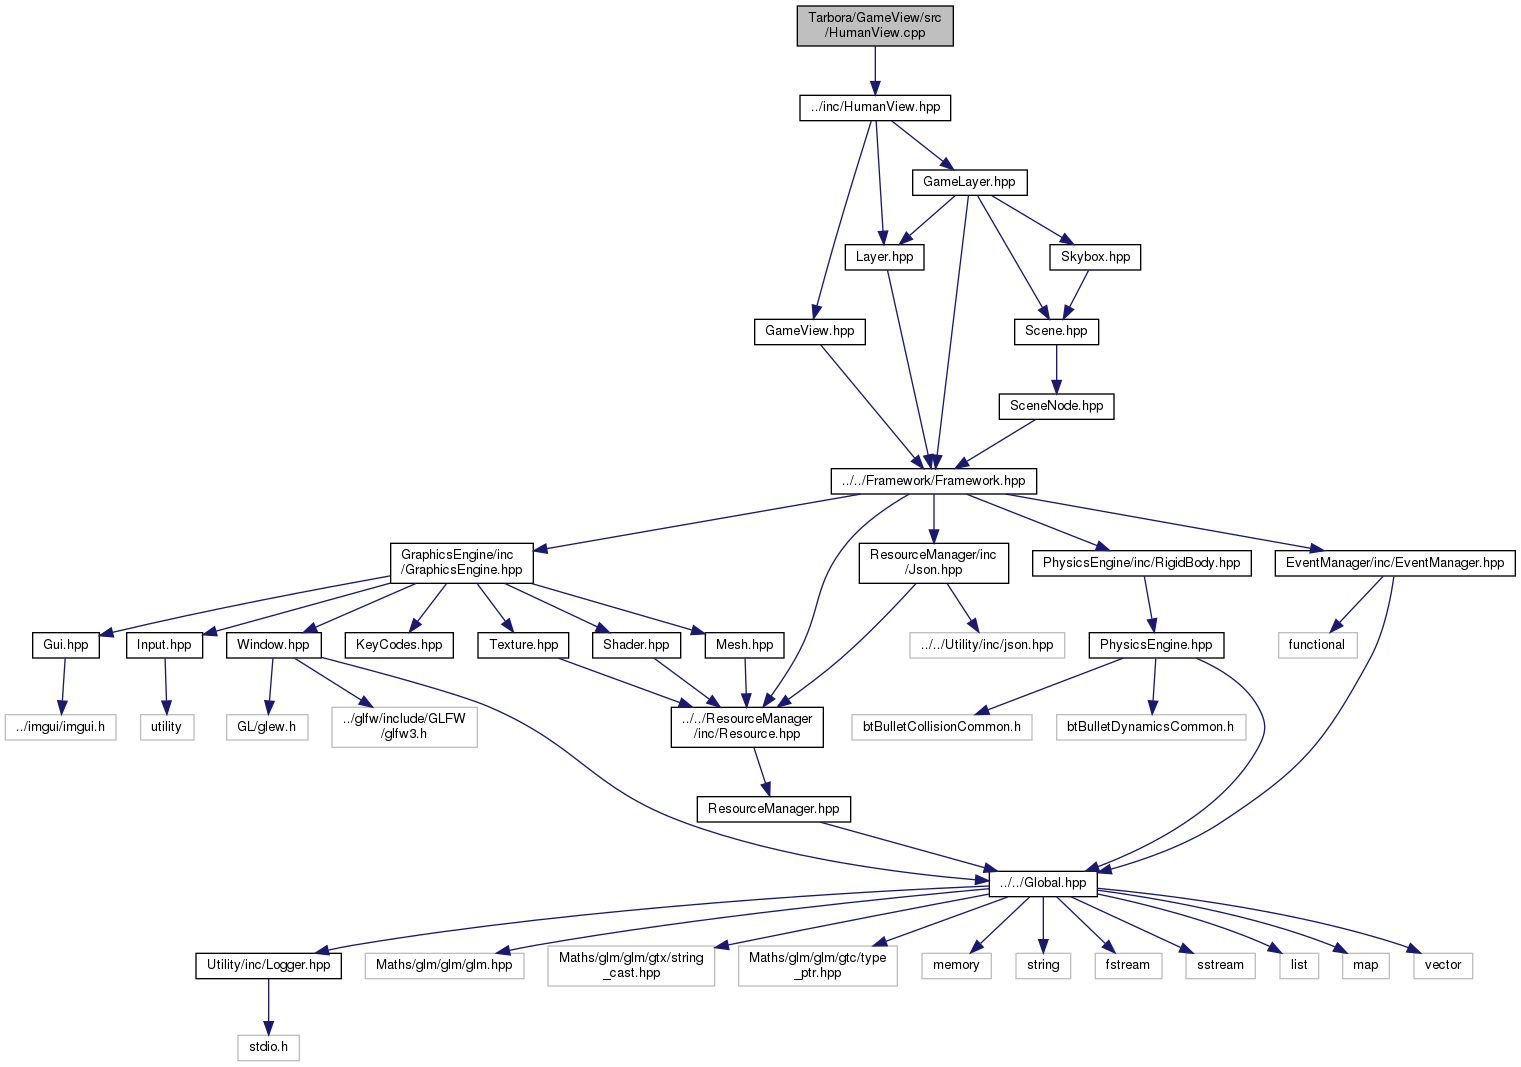 Tarbora/GameView/src
/HumanView.cpp
../inc/HumanView.hpp
GameLayer.hpp
Layer.hpp
Skybox.hpp
GameView.hpp
Scene.hpp
SceneNode.hpp
../../Framework/Framework.hpp
GraphicsEngine/inc
/GraphicsEngine.hpp
ResourceManager/inc
/Json.hpp
PhysicsEngine/inc/RigidBody.hpp
EventManager/inc/EventManager.hpp
Gui.hpp
Input.hpp
Window.hpp
KeyCodes.hpp
Texture.hpp
Shader.hpp
Mesh.hpp
../../Utility/inc/json.hpp
PhysicsEngine.hpp
functional
../imgui/imgui.h
utility
GL/glew.h
../glfw/include/GLFW
/glfw3.h
../../ResourceManager
/inc/Resource.hpp
btBulletCollisionCommon.h
btBulletDynamicsCommon.h
ResourceManager.hpp
../../Global.hpp
Utility/inc/Logger.hpp
Maths/glm/glm/glm.hpp
Maths/glm/glm/gtx/string
_cast.hpp
Maths/glm/glm/gtc/type
_ptr.hpp
memory
string
fstream
sstream
list
map
vector
stdio.h